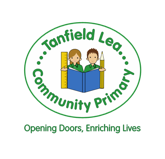 Tanfield Lea...
Community Primary
Opening Doors, Enriching Lives